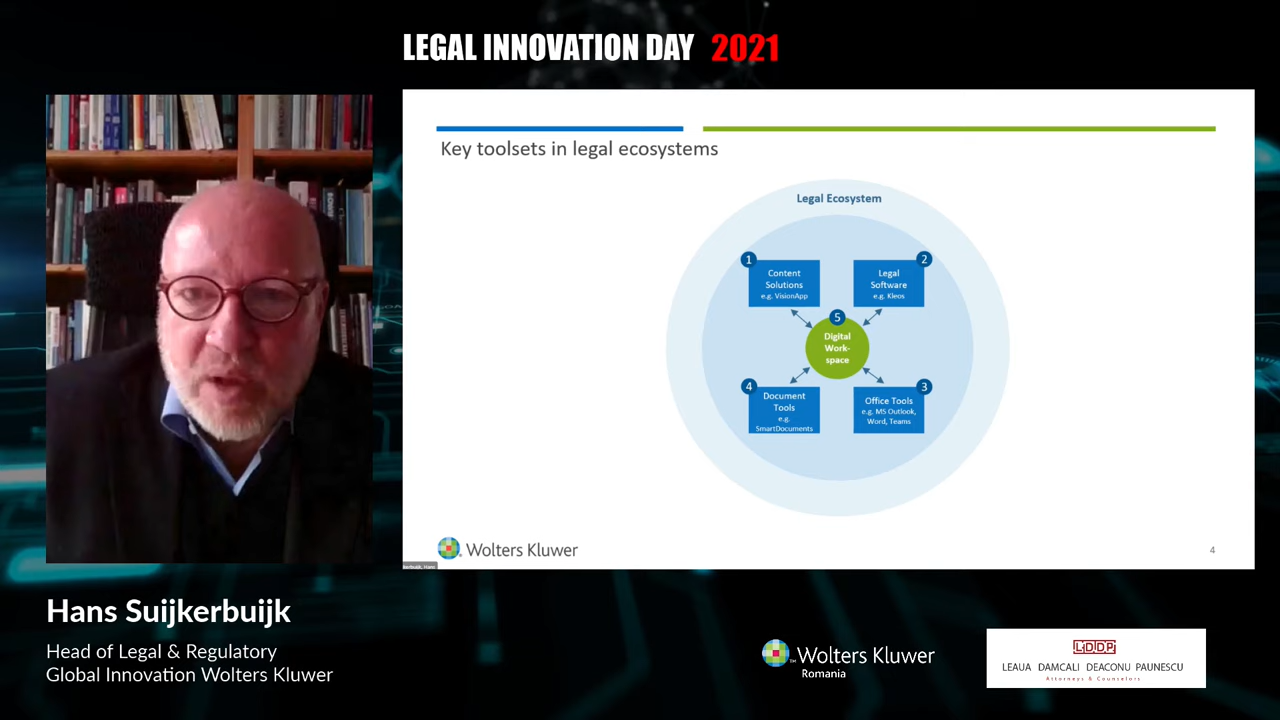 LEGAL INNOVATION DAY 2021
Key toolsets in legal ecosystems
Legal Ecosystem
1
Content
Solutions
e.g. VisionApp
2
Legal
Software
e.g. Kleos
5
Digital
Work-
space
4
Document
Tools
e.g.
SmartDocuments
3
Office Tools
e.g. MS Outlook,
Word, Teams
Wolters Kluwer
4
Hans Suijkerbuijk
Head of Legal & Regulatory
Global Innovation Wolters Kluwer
Wolters Kluwer
Romania
LDDP
LEAUA DAMCALI DEACONU PAUNESCU
Attorneys & Counselors